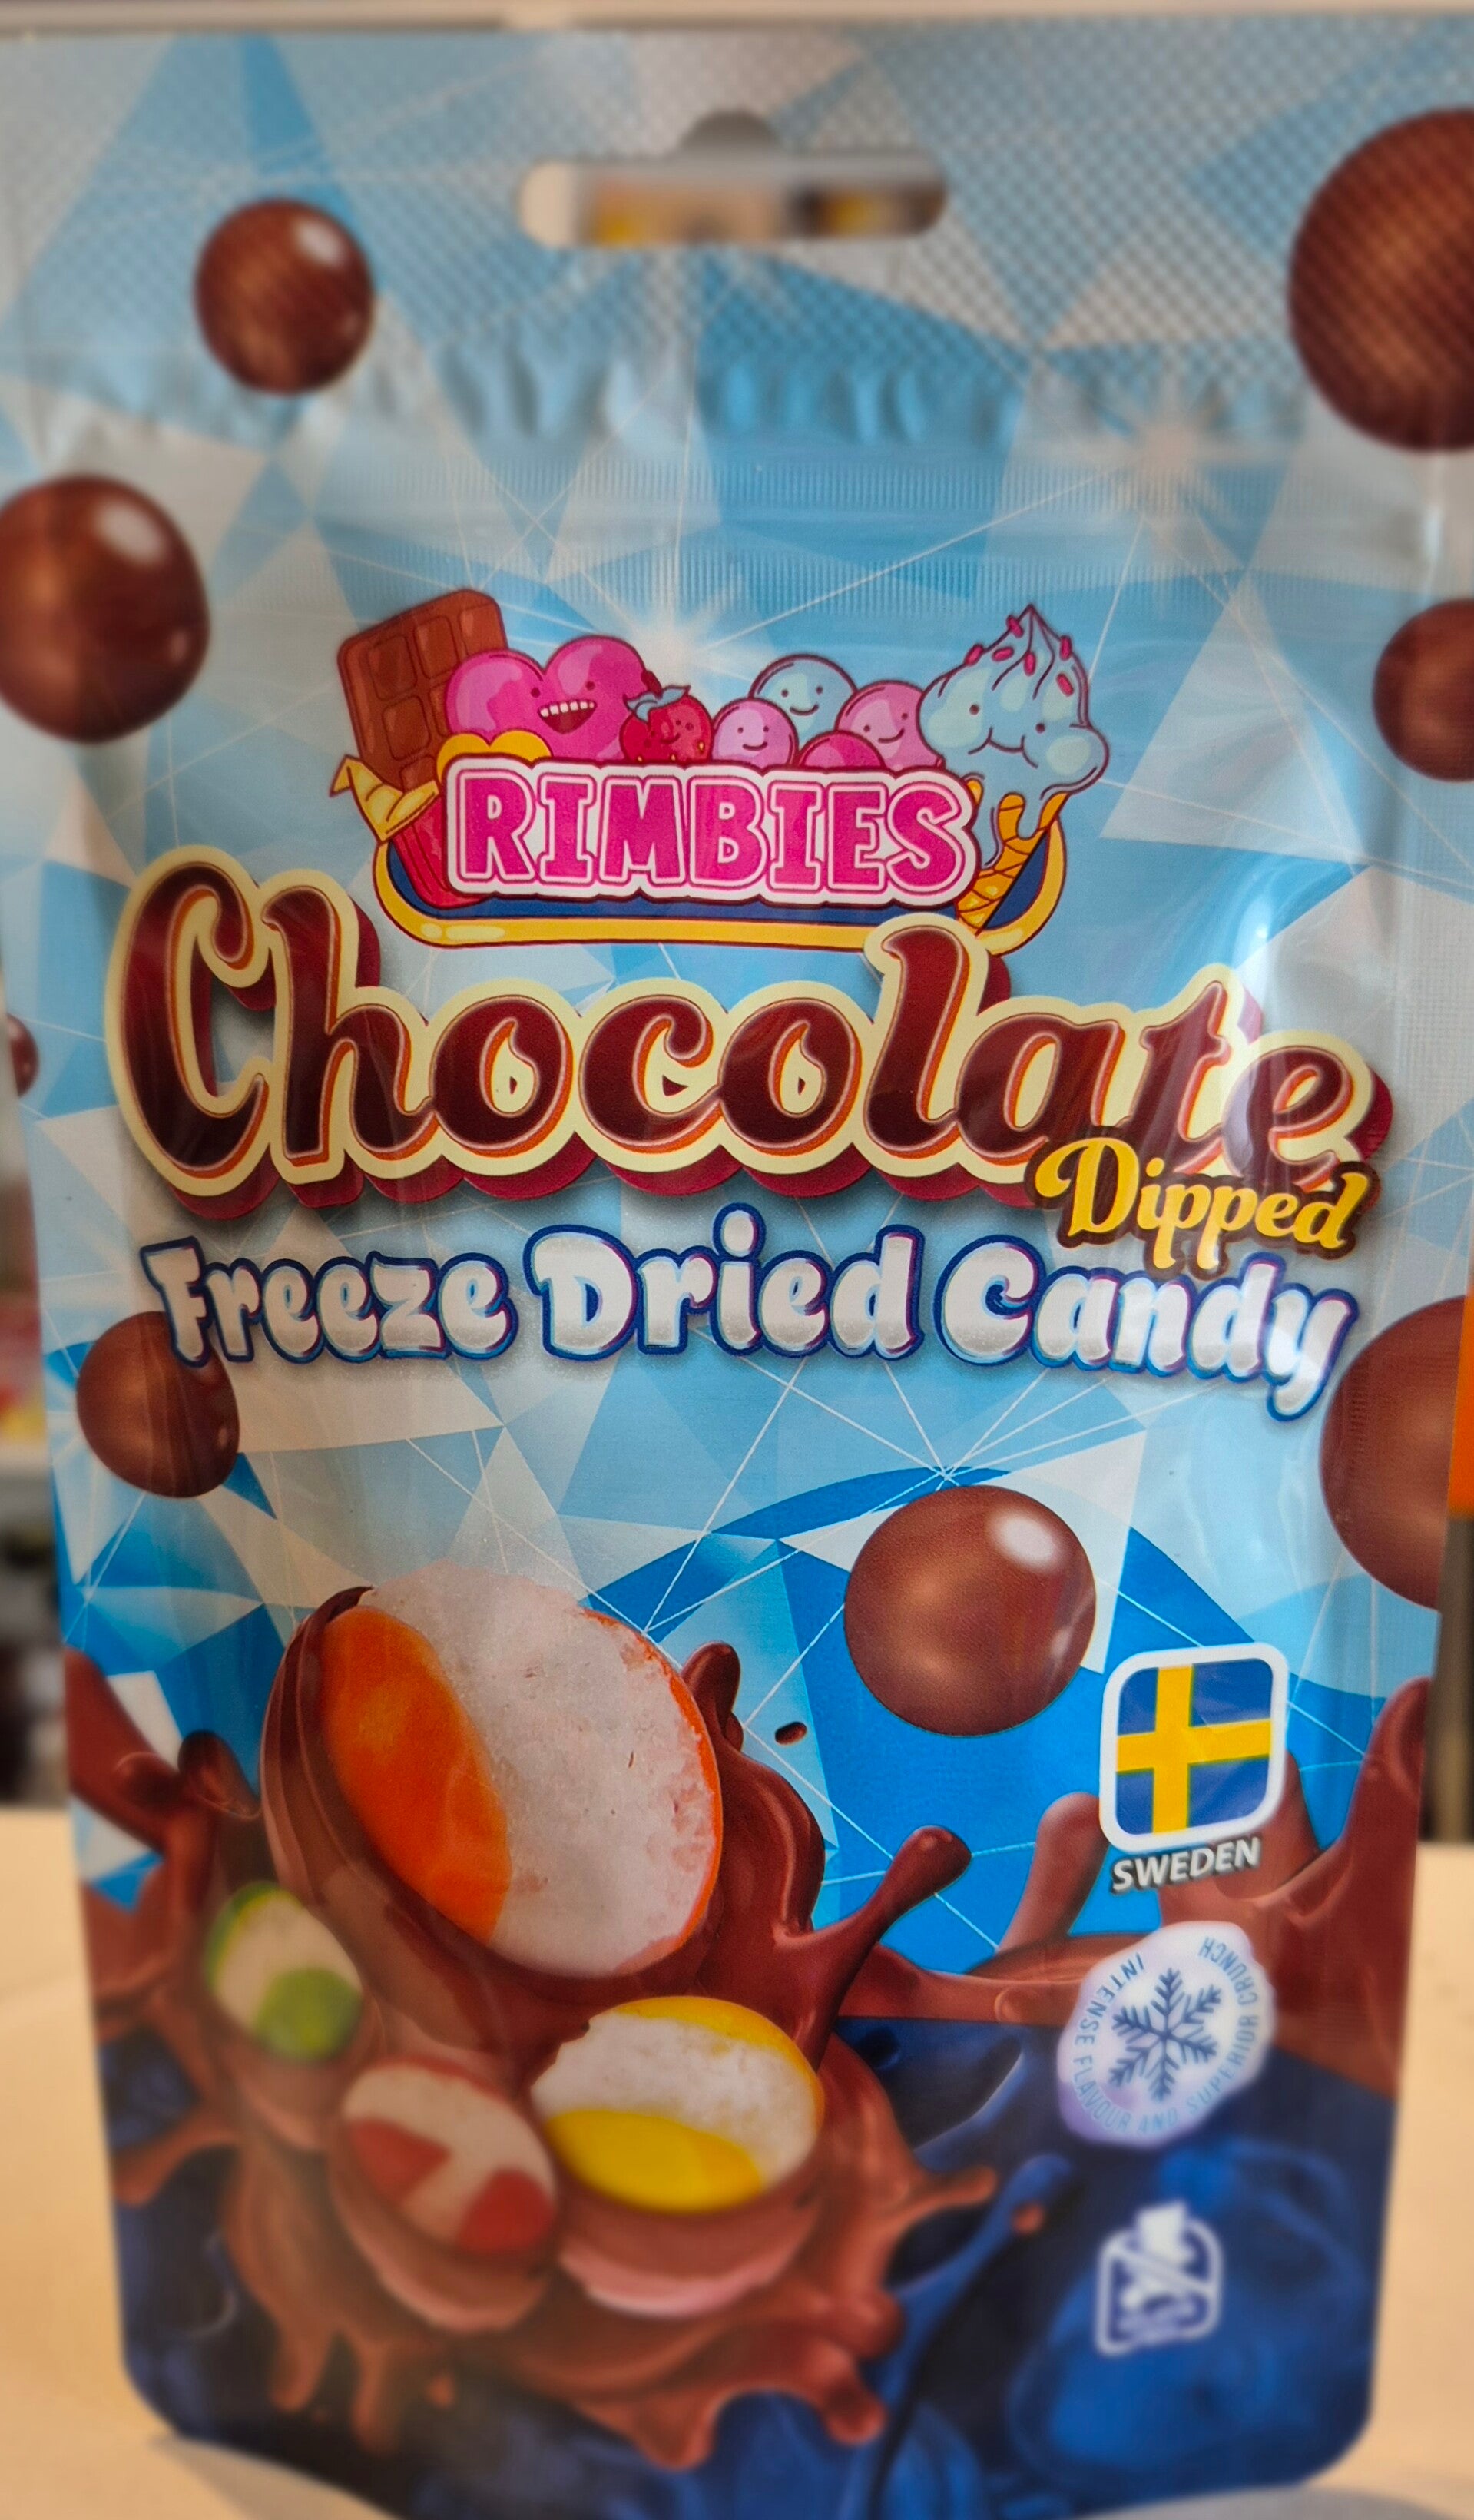 RIMBIES
Chocolate
Dipped
Freeze Dried Candy
SWEDEN
INTENSE FLAVOUR AND SUPERIOR CRUNCH